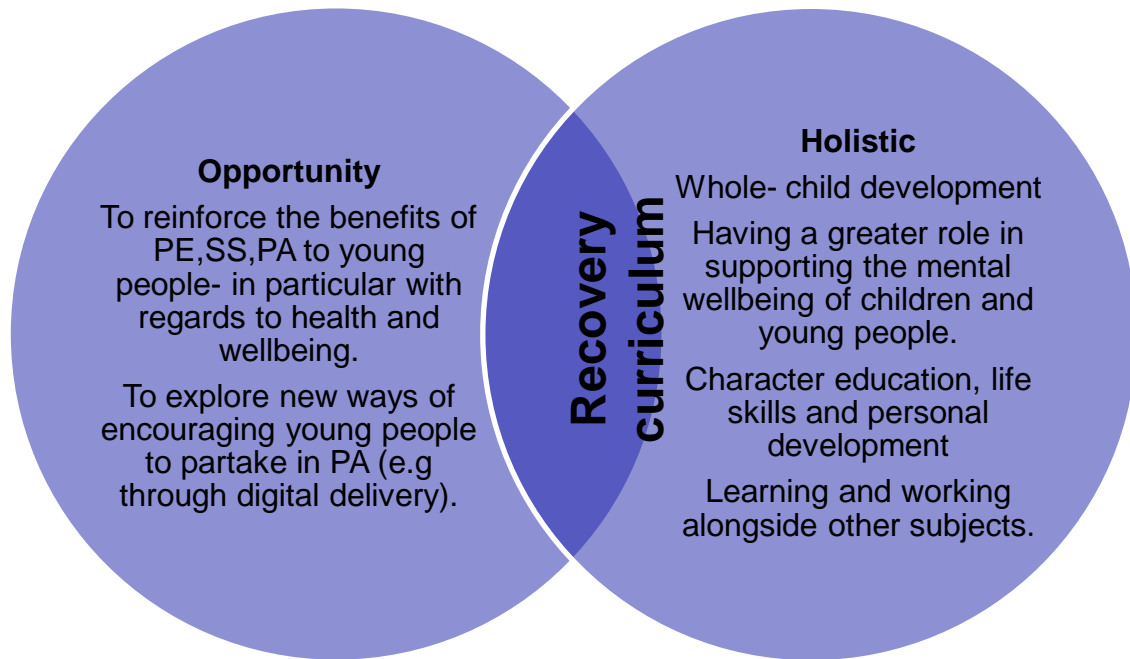 Opportunity
To reinforce the benefits of
PE,SS,PA to young
people- in particular with
regards to health and
wellbeing.
To explore new ways of
encouraging young people
to partake in PA (e.g
through digital delivery).
Recovery
curriculum
Holistic
Whole- child development
Having a greater role in
supporting the mental
wellbeing of children and
young people.
Character education, life
skills and personal
development
Learning and working
alongside other subjects.